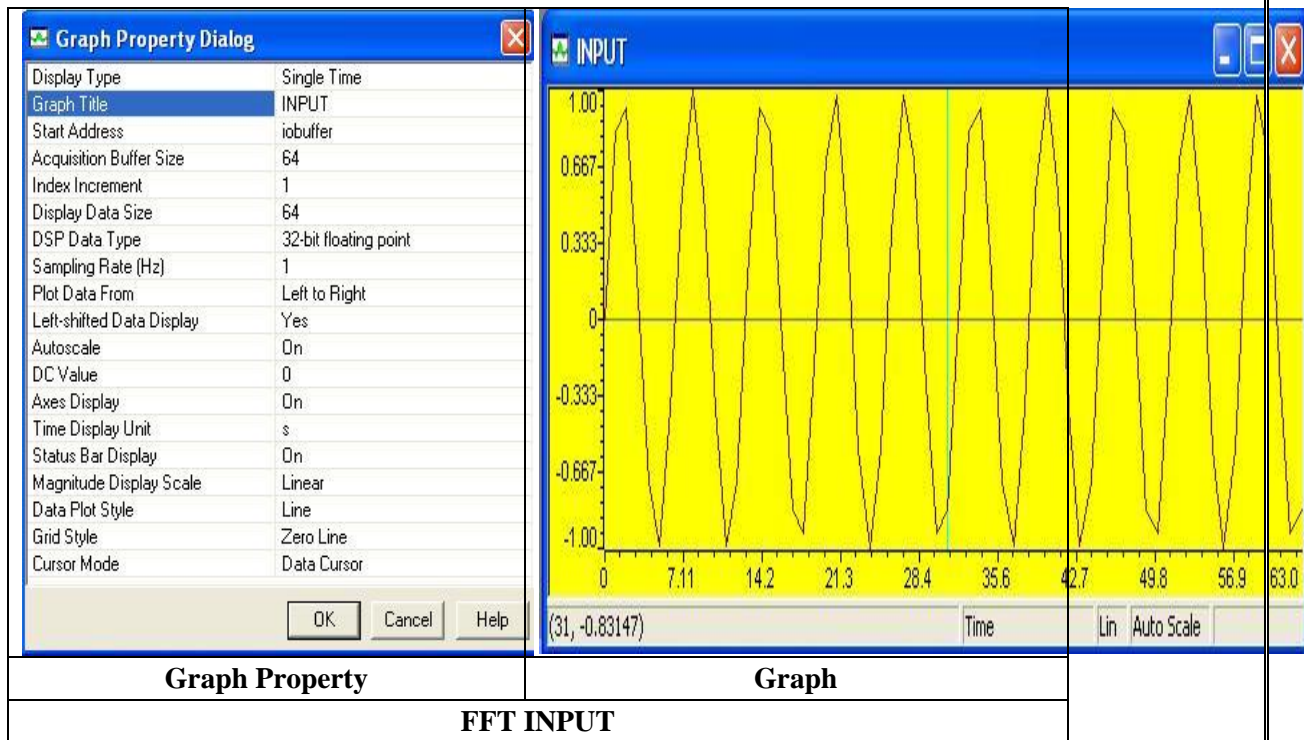 Graph Property Dialog
Display Type Single Time
Graph Title INPUT
Start Address iobuffer
Acquisition Buffer Size 64
Index Increment 1
Display Data Size 64
DSP Data Type 32-bit floating point
Sampling Rate (Hz) 1
Plot Data From Left to Right
Left-shifted Data Display Yes
Autoscale On
DC Value 0
Axes Display On
Time Display Unit s
Status Bar Display On
Magnitude Display Scale Linear
Data Plot Style Line
Grid Style Zero Line
Cursor Mode Data Cursor
OK Cancel Help
INPUT
1.00
0.667
0.333
0
-0.333
-0.667
-1.00
0 7.11 14.2 21.3 28.4 35.6 42.7 49.8 56.9 63.0
(31, -0.83147) Time Lin Auto Scale
Graph Property Graph
FFT INPUT